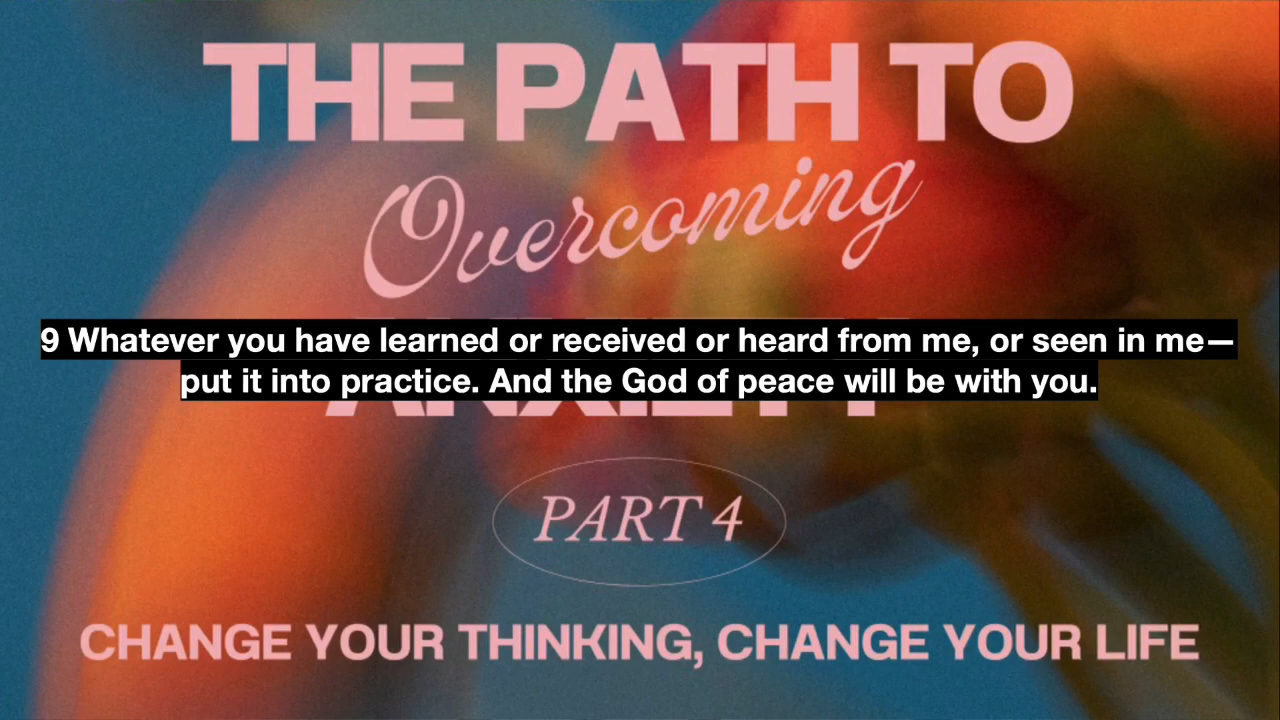 THE PATH TO
Overcoming
9 Whatever you have learned or received or heard from me, or seen in me—
put it into practice. And the God of peace will be with you.
ANXIETY
PART 4
CHANGE YOUR THINKING, CHANGE YOUR LIFE